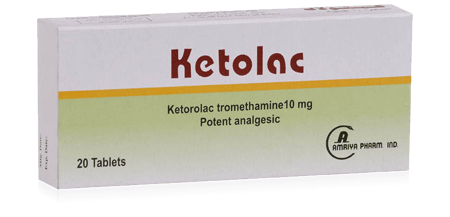 Ketolac
Ketorolac tromethamine10 mg
Potent analgesic
A
AMRIYA PHARM. IND.
20 Tablets